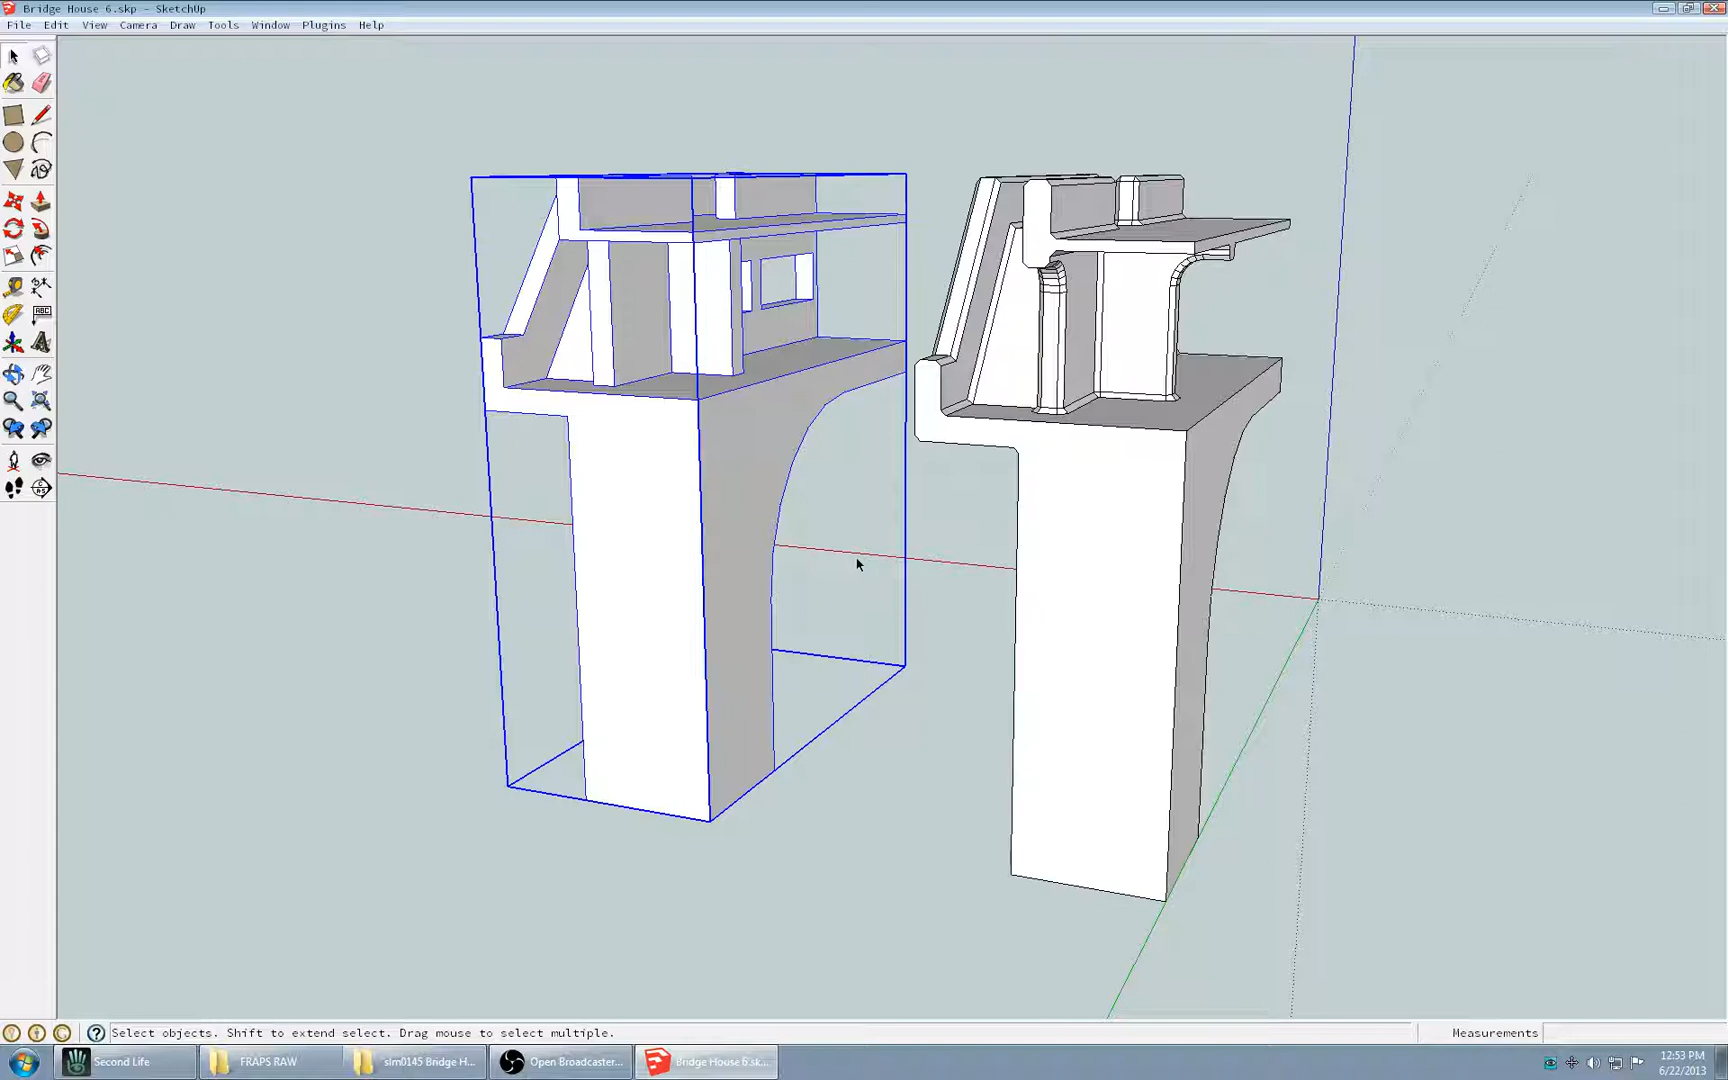 Bridge House 6.skp - SketchUp
File Edit View Camera Draw Tools Window Plugins Help
ABC
Select objects. Shift to extend select. Drag mouse to select multiple.
Measurements
Second Life
FRAPS RAW
sim0145 Bridge H...
Open Broadcaster...
Bridge House 6.sk...
12:53 PM
6/22/2013